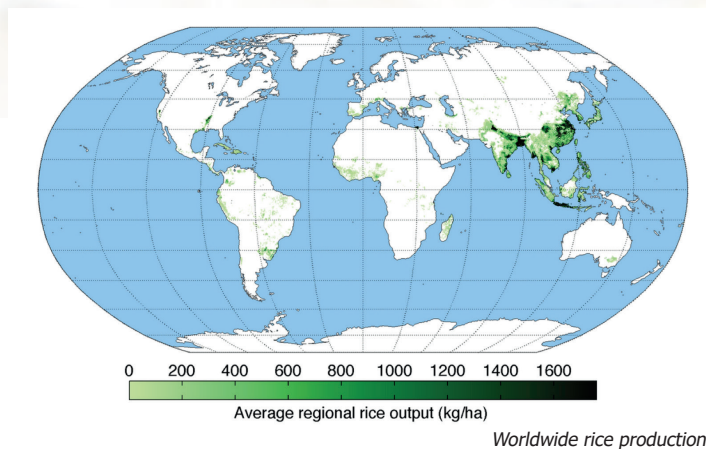 0 200 400 600 800 1000 1200 1400 1600
Average regional rice output (kg/ha)
Worldwide rice production